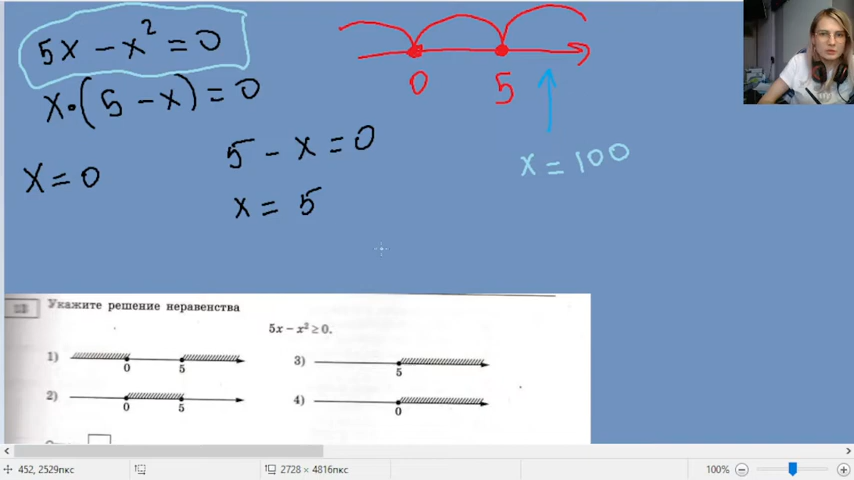 5x − x² = 0
x·(5 − x) = 0
x = 0
5 − x = 0
x = 5
0 5
x = 100
13
Укажите решение неравенства
5x − x² ≥ 0.
1) 0 5
2) 0 5
3) 5
4) 0
452, 2529пкс
2728 × 4816пкс
100%